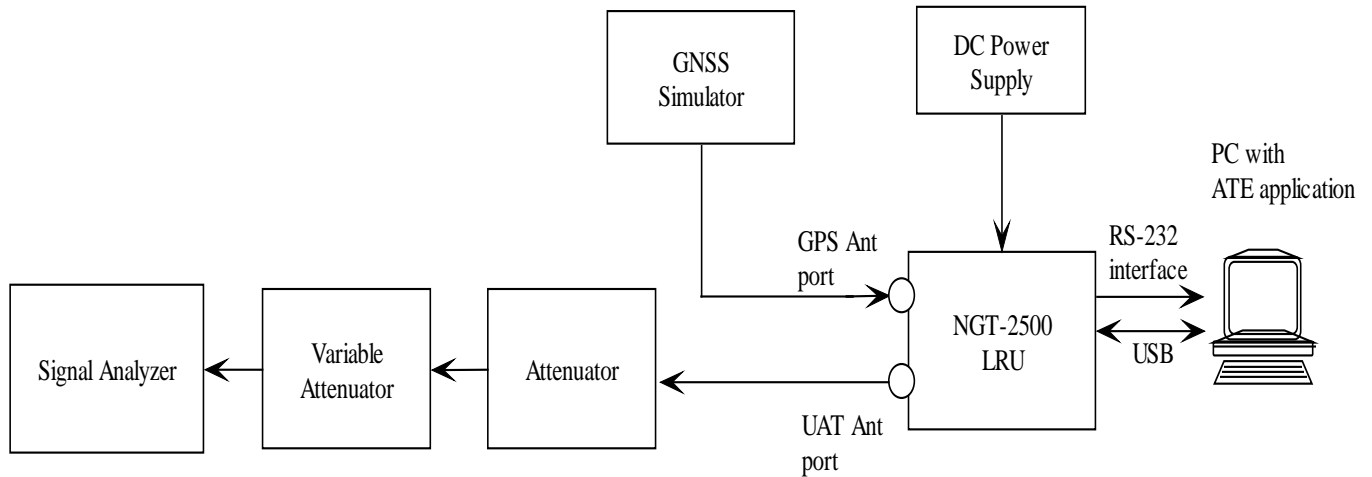 GNSS
Simulator
DC Power
Supply
PC with
ATE application
GPS Ant
port
RS-232
interface
Signal Analyzer
Variable
Attenuator
Attenuator
NGT-2500
LRU
USB
UAT Ant
port